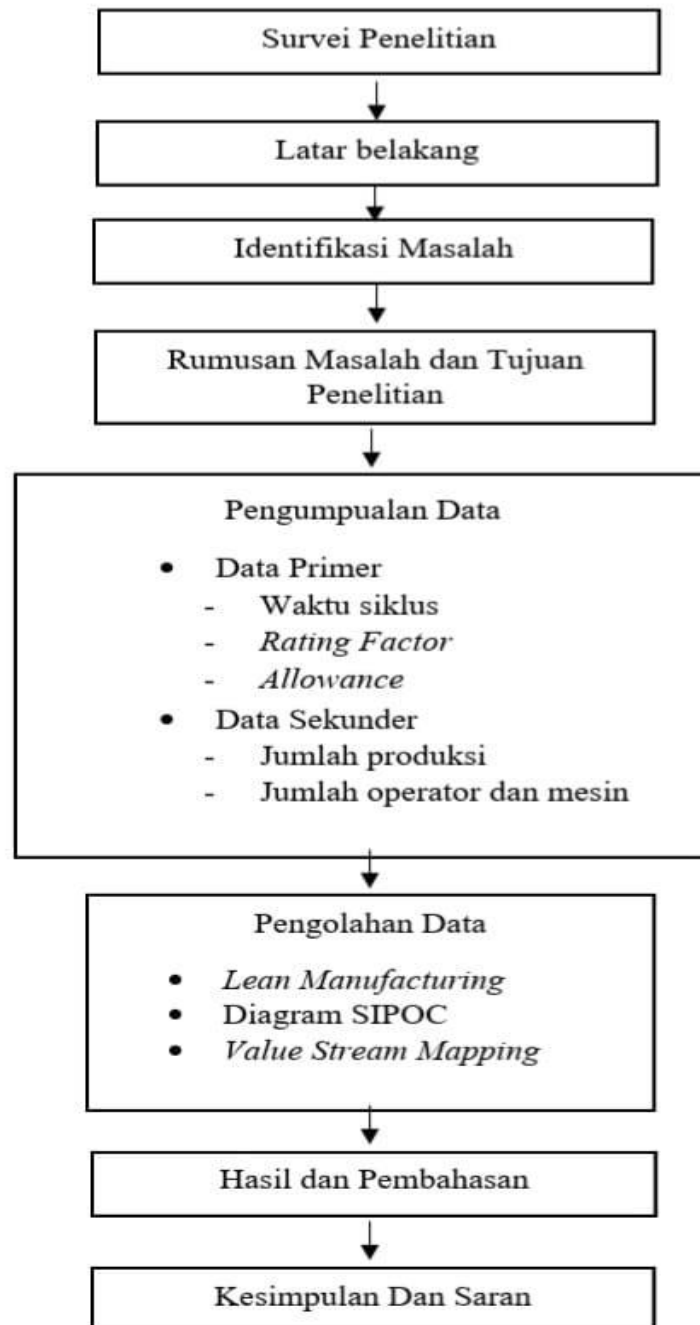 Survei Penelitian
Latar belakang
Identifikasi Masalah
Rumusan Masalah dan Tujuan
Penelitian
Pengumpualan Data
• Data Primer
- Waktu siklus
- Rating Factor
- Allowance
• Data Sekunder
- Jumlah produksi
- Jumlah operator dan mesin
Pengolahan Data
• Lean Manufacturing
• Diagram SIPOC
• Value Stream Mapping
Hasil dan Pembahasan
Kesimpulan Dan Saran